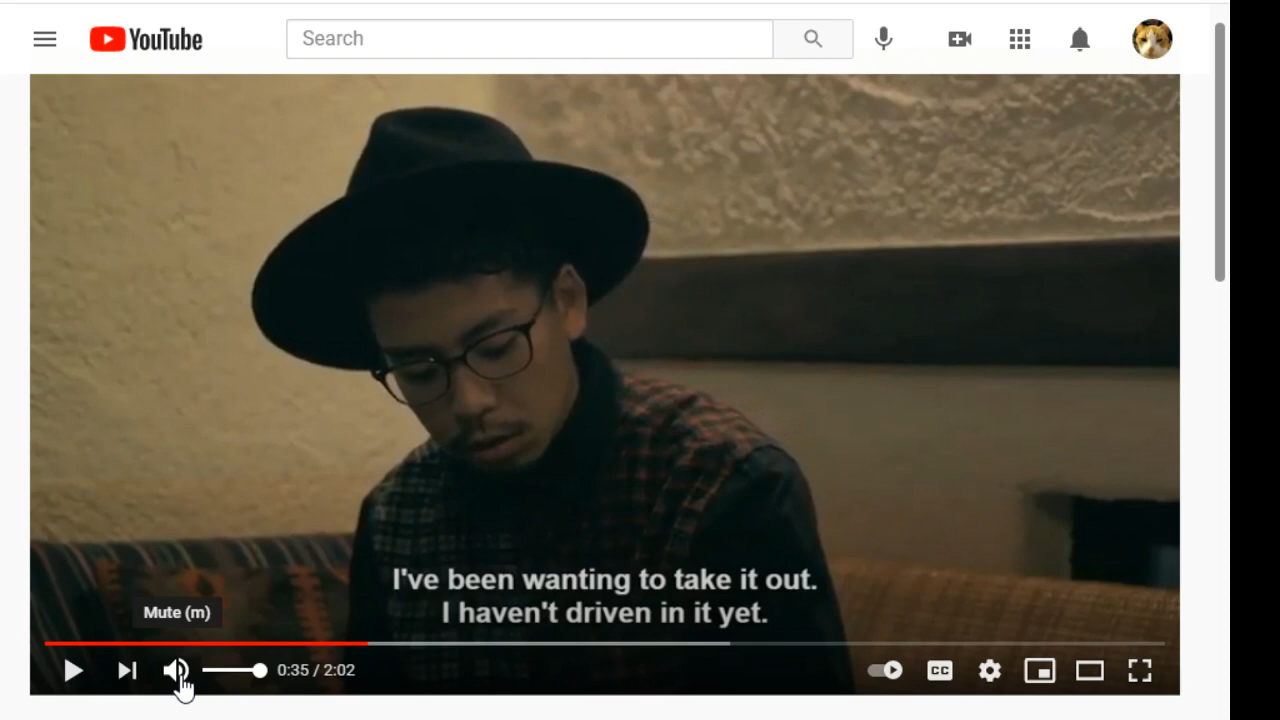 YouTube
Search
I've been wanting to take it out.
I haven't driven in it yet.
Mute (m)
0:35 / 2:02
CC